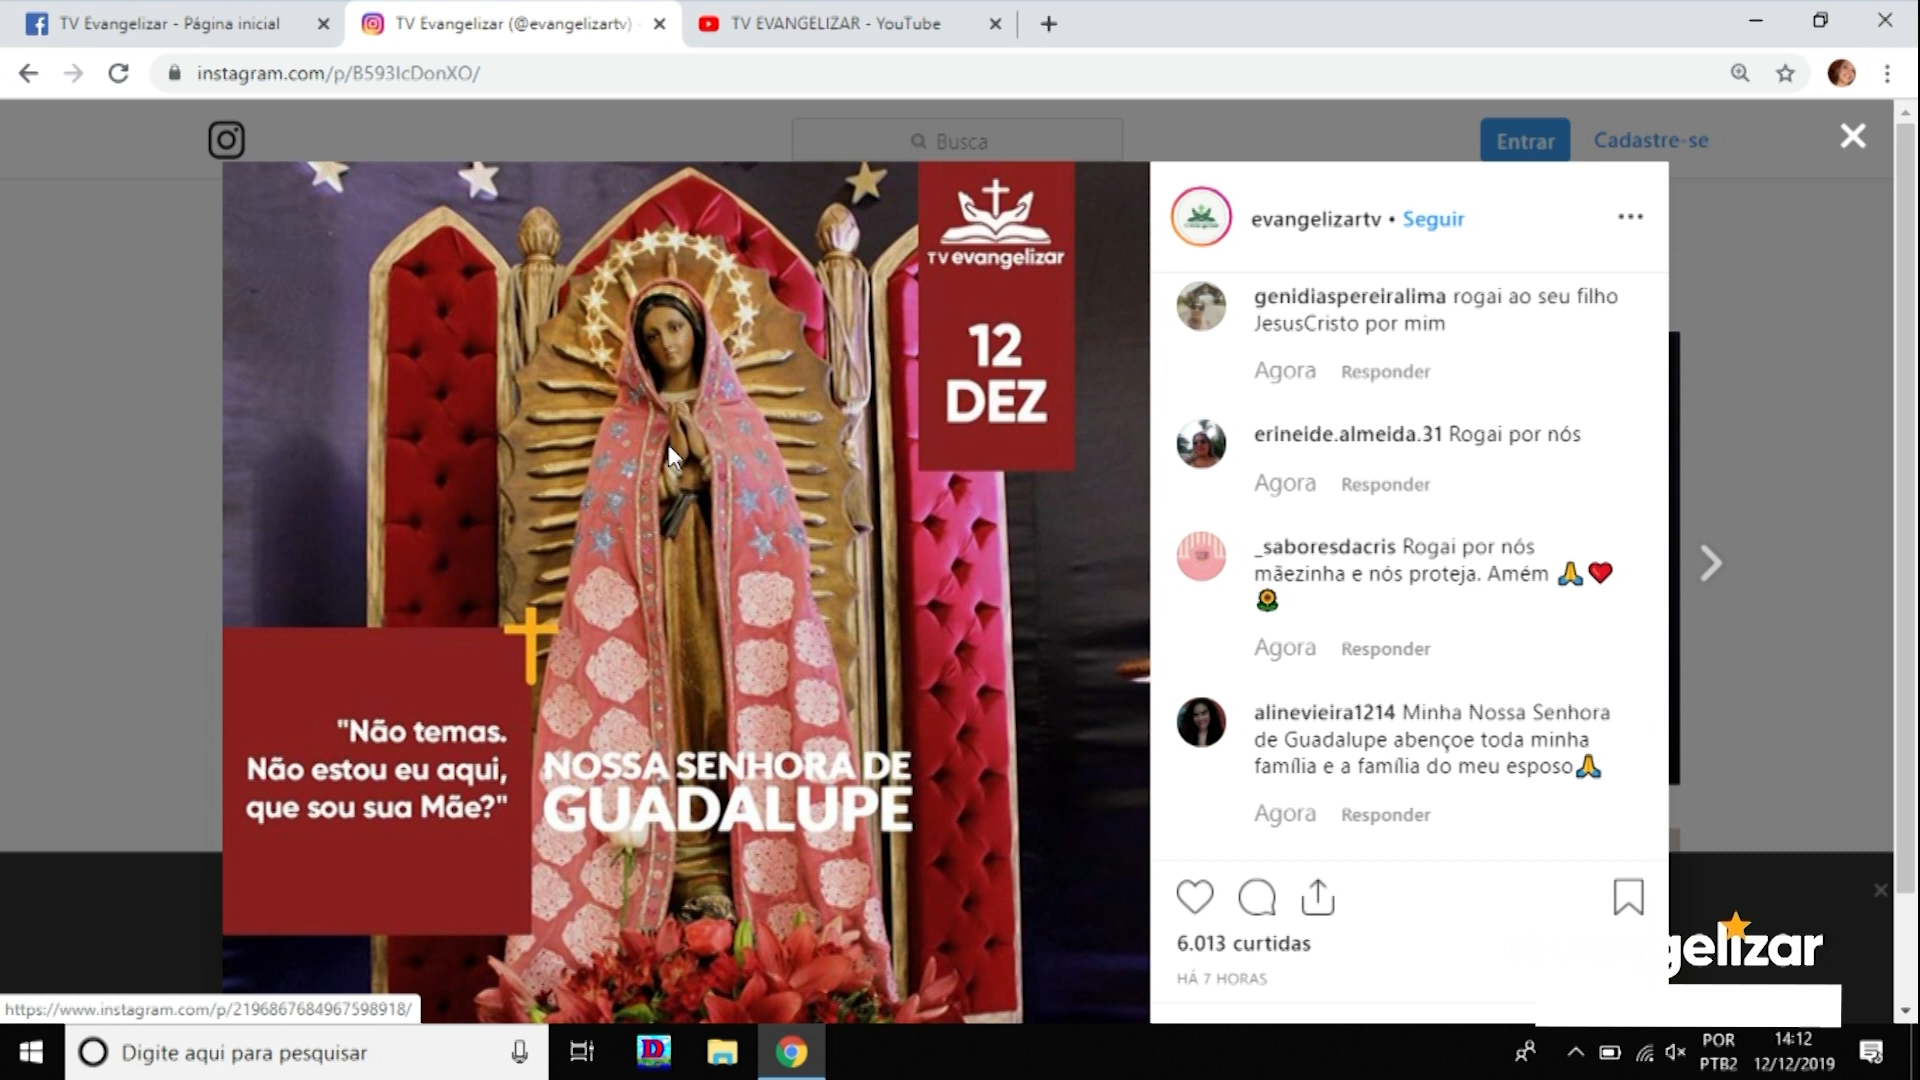 TV Evangelizar - Página inicial
TV Evangelizar (@evangelizartv)
TV EVANGELIZAR - YouTube
instagram.com/p/B593IcDonXO/
Busca
Entrar
Cadastre-se
TV evangelizar
12
DEZ
"Não temas.
Não estou eu aqui,
que sou sua Mãe?"
NOSSA SENHORA DE
GUADALUPE
evangelizartv • Seguir
genidiaspereiralima rogai ao seu filho
JesusCristo por mim
Agora Responder
erineide.almeida.31 Rogai por nós
Agora Responder
_saboresdacris Rogai por nós
mãezinha e nós proteja. Amém 🙏❤️
🌻
Agora Responder
alinevieira1214 Minha Nossa Senhora
de Guadalupe abençoe toda minha
família e a família do meu esposo🙏
Agora Responder
6.013 curtidas
HÁ 7 HORAS
gelizar
https://www.instagram.com/p/2196867684967598918/
Digite aqui para pesquisar
POR
PTB2
14:12
12/12/2019